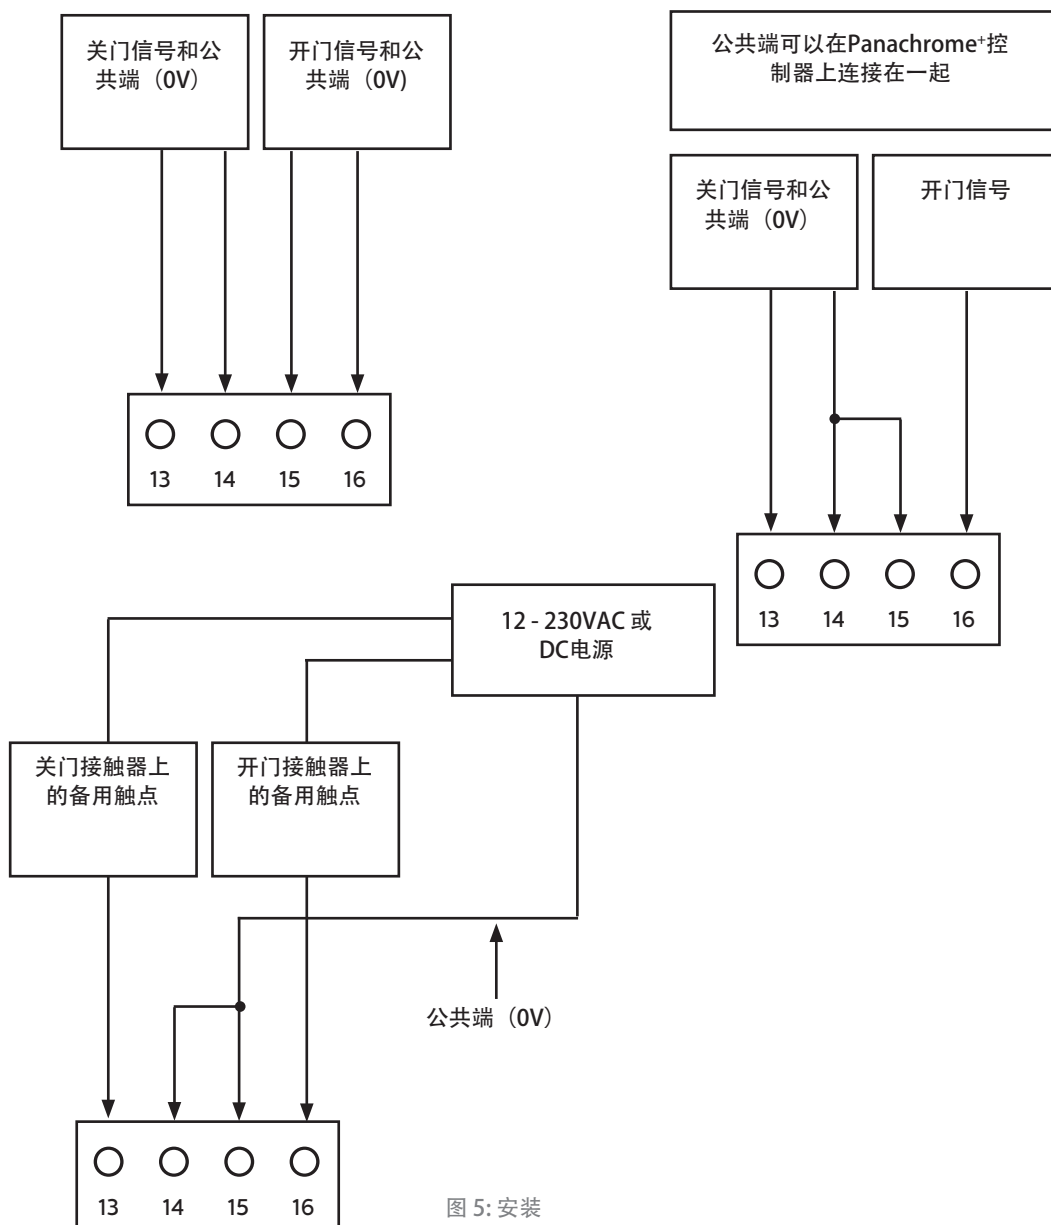 关门信号和公
共端（0V）
开门信号和公
共端（0V）
公共端可以在Panachrome⁺控
制器上连接在一起
关门信号和公
共端（0V）
开门信号
13 14 15 16
13 14 15 16
12 - 230VAC 或
DC电源
关门接触器上
的备用触点
开门接触器上
的备用触点
公共端（0V）
13 14 15 16
图 5: 安装